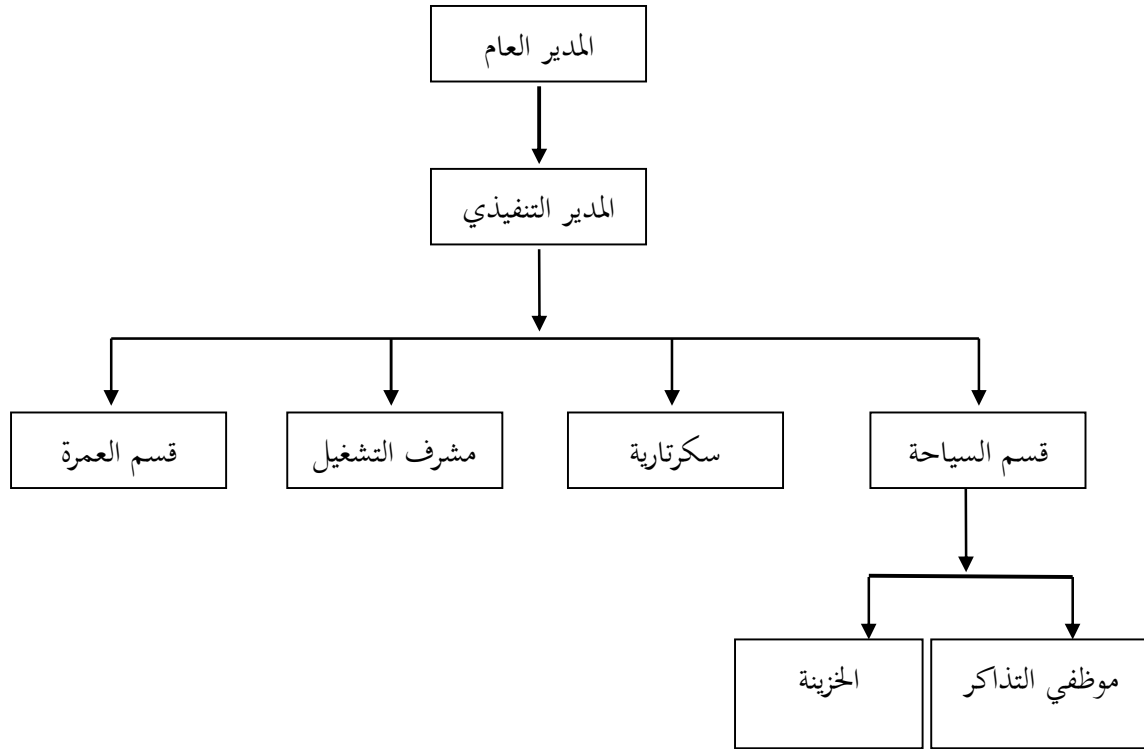 المدير العام
المدير التنفيذي
قسم السياحة
سكرتارية
مشرف التشغيل
قسم العمرة
موظفي التذاكر
الخزينة